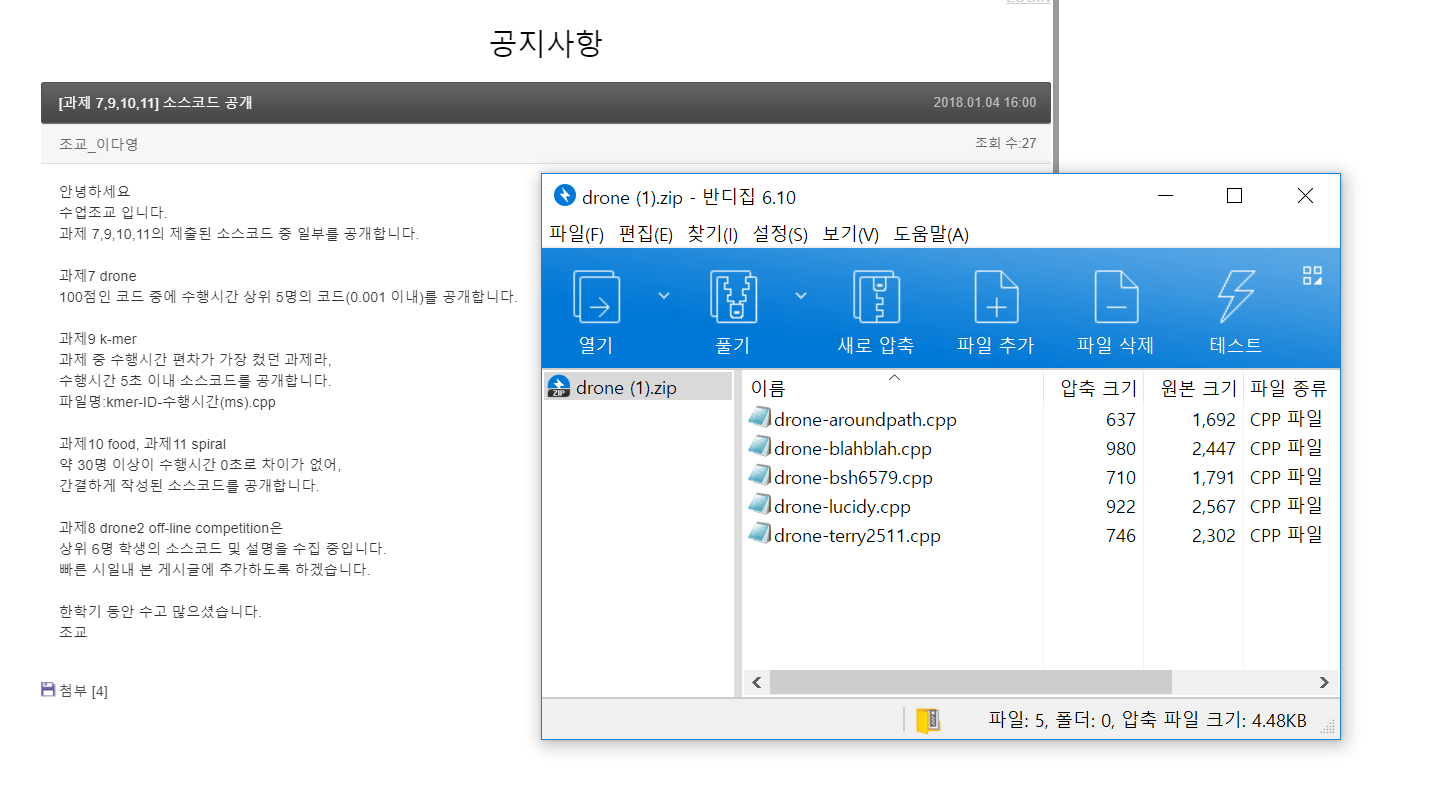 LOGIN
공지사항
[과제 7,9,10,11] 소스코드 공개 2018.01.04 16:00
조교_이다영 조회 수:27
안녕하세요
수업조교 입니다.
과제 7,9,10,11의 제출된 소스코드 중 일부를 공개합니다.
과제7 drone
100점인 코드 중에 수행시간 상위 5명의 코드(0.001 이내)를 공개합니다.
과제9 k-mer
과제 중 수행시간 편차가 가장 컸던 과제라,
수행시간 5초 이내 소스코드를 공개합니다.
파일명:kmer-ID-수행시간(ms).cpp
과제10 food, 과제11 spiral
약 30명 이상이 수행시간 0초로 차이가 없어,
간결하게 작성된 소스코드를 공개합니다.
과제8 drone2 off-line competition은
상위 6명 학생의 소스코드 및 설명을 수집 중입니다.
빠른 시일내 본 게시글에 추가하도록 하겠습니다.
한학기 동안 수고 많으셨습니다.
조교
첨부 [4]
drone (1).zip - 반디집 6.10
파일(F) 편집(E) 찾기(I) 설정(S) 보기(V) 도움말(A)
열기 풀기 새로 압축 파일 추가 파일 삭제 테스트
ZIP drone (1).zip
이름 압축 크기 원본 크기 파일 종류
drone-aroundpath.cpp 637 1,692 CPP 파일
drone-blahblah.cpp 980 2,447 CPP 파일
drone-bsh6579.cpp 710 1,791 CPP 파일
drone-lucidy.cpp 922 2,567 CPP 파일
drone-terry2511.cpp 746 2,302 CPP 파일
파일: 5, 폴더: 0, 압축 파일 크기: 4.48KB